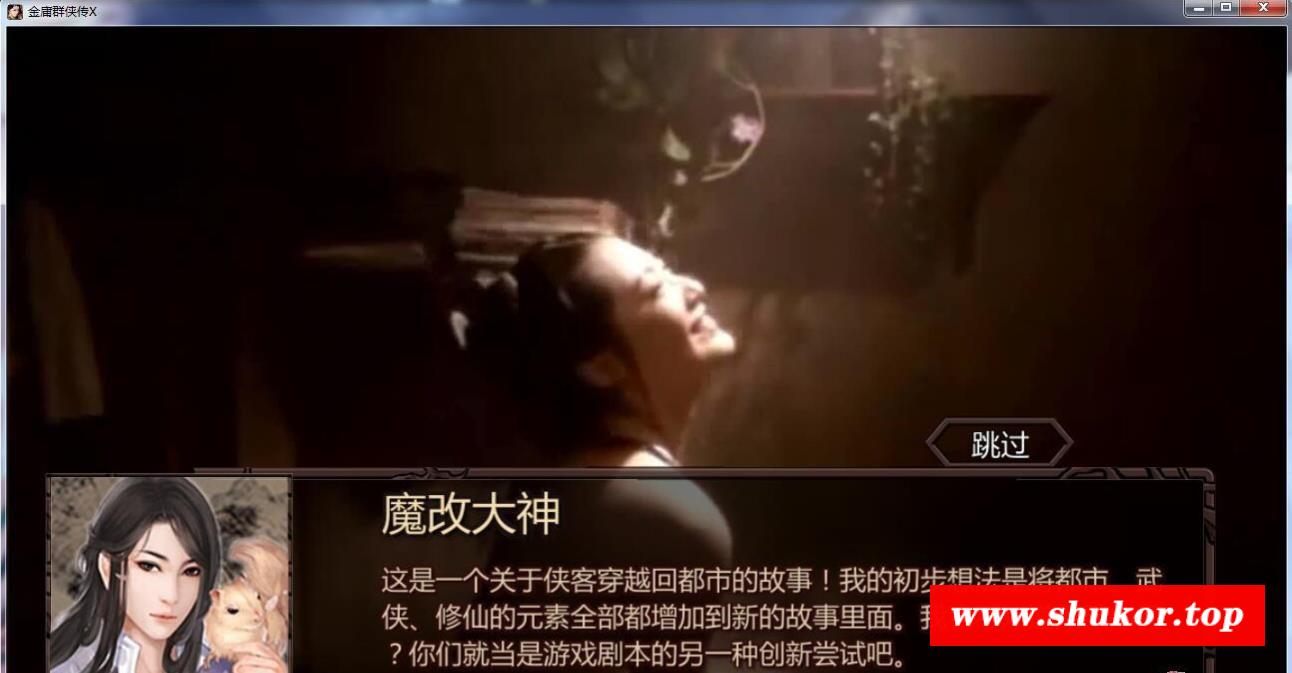 金庸群侠传X
跳过
魔改大神
这是一个关于侠客穿越回都市的故事！我的初步想法是将都市、武
侠、修仙的元素全部都增加到新的故事里面。我
？你们就当是游戏剧本的另一种创新尝试吧。
www.shukor.top